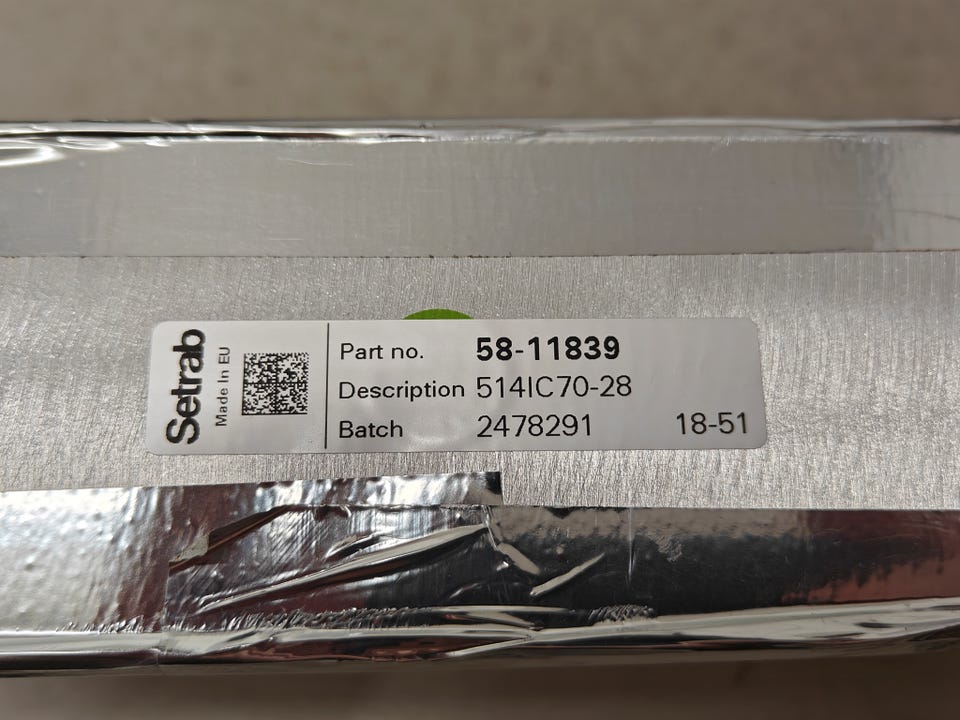 Setrab
Made In EU
Part no. 58-11839
Description 514IC70-28
Batch 2478291 18-51